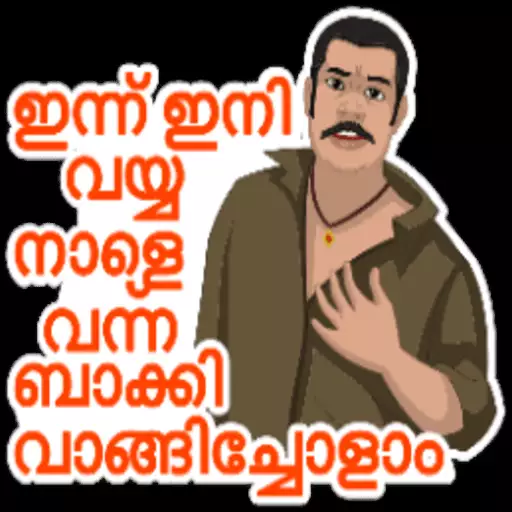 ഇന്ന് ഇനി
വയ്യ
നാളെ
വന്ന
ബാക്കി
വാങ്ങിച്ചോളാം